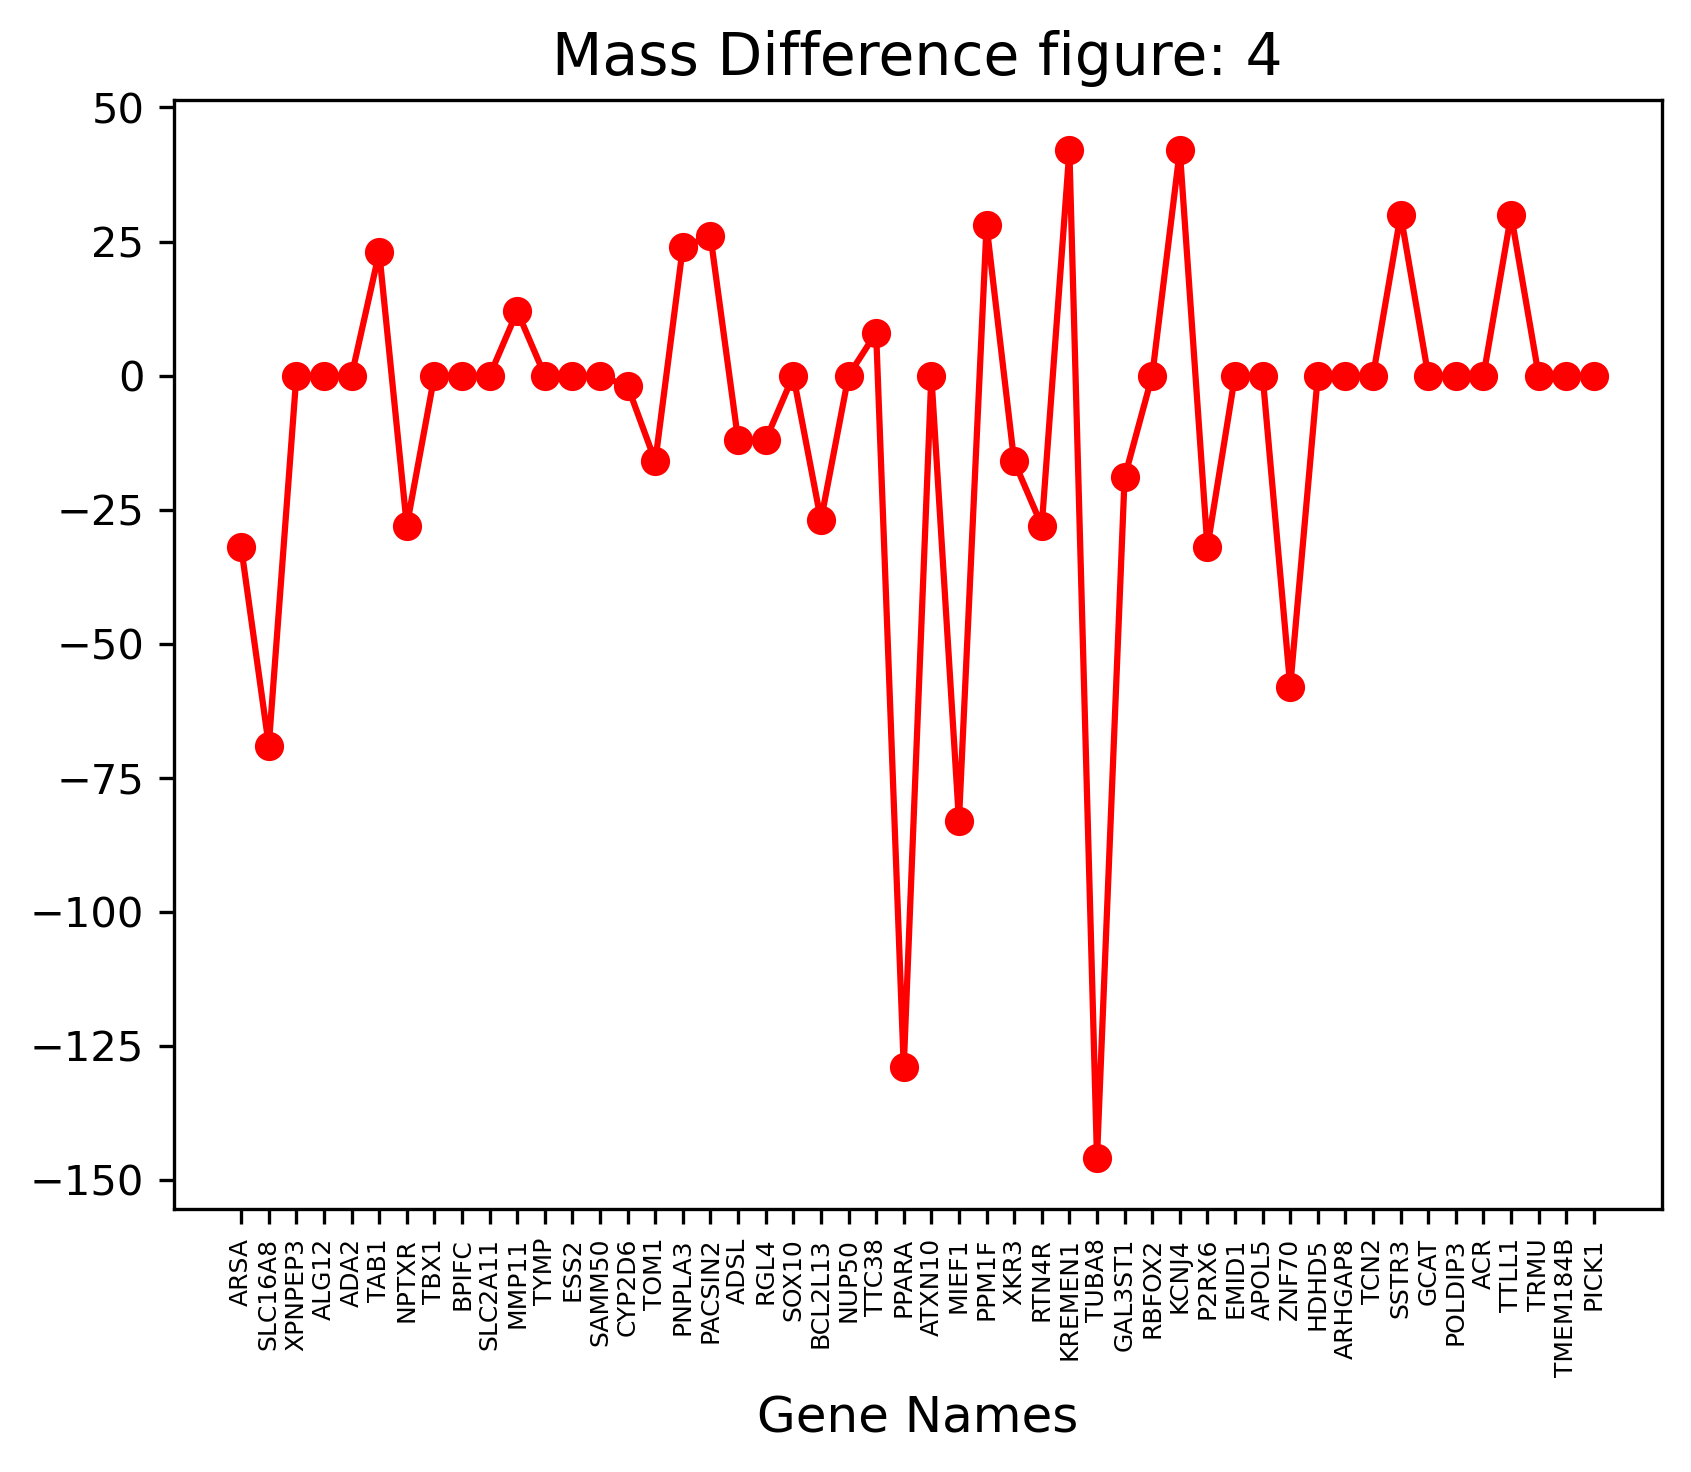 Mass Difference figure: 4
50
25
0
−25
−50
−75
−100
−125
−150
ARSA
SLC16A8
XPNPEP3
ALG12
ADA2
TAB1
NPTXR
TBX1
BPIFC
SLC2A11
MMP11
TYMP
ESS2
SAMM50
CYP2D6
TOM1
PNPLA3
PACSIN2
ADSL
RGL4
SOX10
BCL2L13
NUP50
TTC38
PPARA
ATXN10
MIEF1
PPM1F
XKR3
RTN4R
KREMEN1
TUBA8
GAL3ST1
RBFOX2
KCNJ4
P2RX6
EMID1
APOL5
ZNF70
HDHD5
ARHGAP8
TCN2
SSTR3
GCAT
POLDIP3
ACR
TTLL1
TRMU
TMEM184B
PICK1
Gene Names